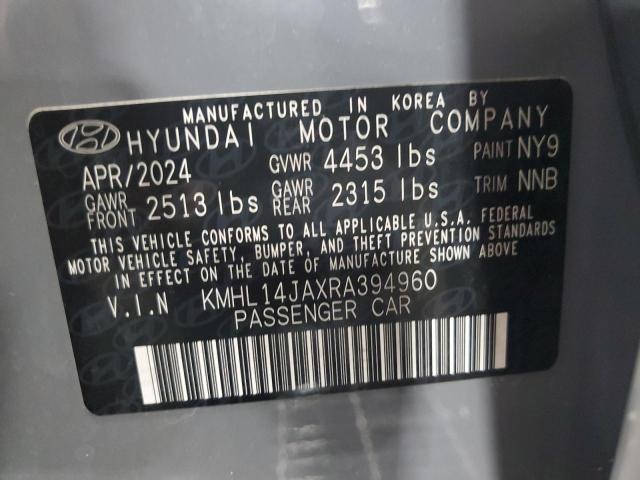 MANUFACTURED IN KOREA BY
HYUNDAI MOTOR COMPANY
APR/2024 GVWR 4453 lbs PAINT NY9
GAWR FRONT 2513 lbs GAWR REAR 2315 lbs TRIM NNB
THIS VEHICLE CONFORMS TO ALL APPLICABLE U.S.A. FEDERAL
MOTOR VEHICLE SAFETY, BUMPER, AND THEFT PREVENTION STANDARDS
IN EFFECT ON THE DATE OF MANUFACTURE SHOWN ABOVE
V.I.N KMHL14JAXRA394960
PASSENGER CAR